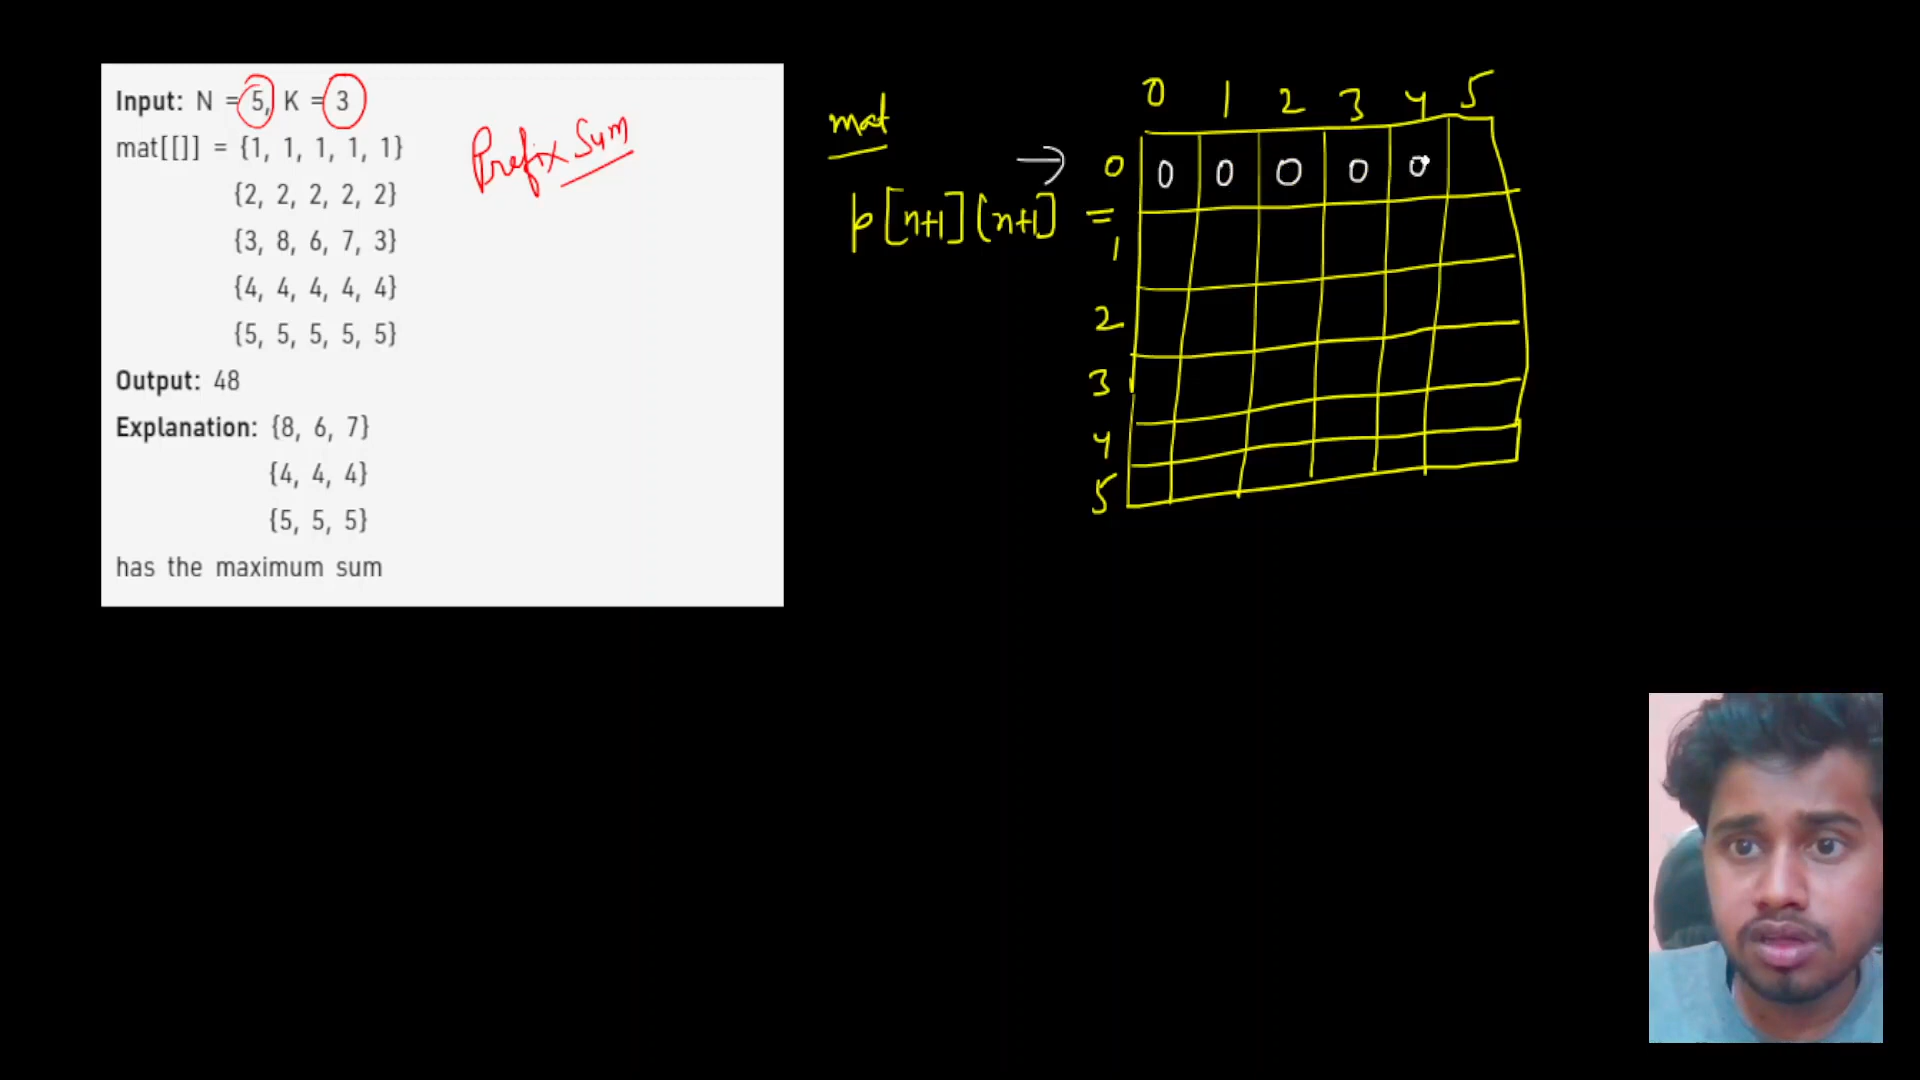 Input: N = 5, K = 3
mat[[]] = {1, 1, 1, 1, 1}
{2, 2, 2, 2, 2}
{3, 8, 6, 7, 3}
{4, 4, 4, 4, 4}
{5, 5, 5, 5, 5}
Output: 48
Explanation: {8, 6, 7}
{4, 4, 4}
{5, 5, 5}
has the maximum sum
Prefix Sum
mat
p[n+1][n+1] =
0 1 2 3 4 5
→ 0 0 0 0 0 0
1
2
3
4
5